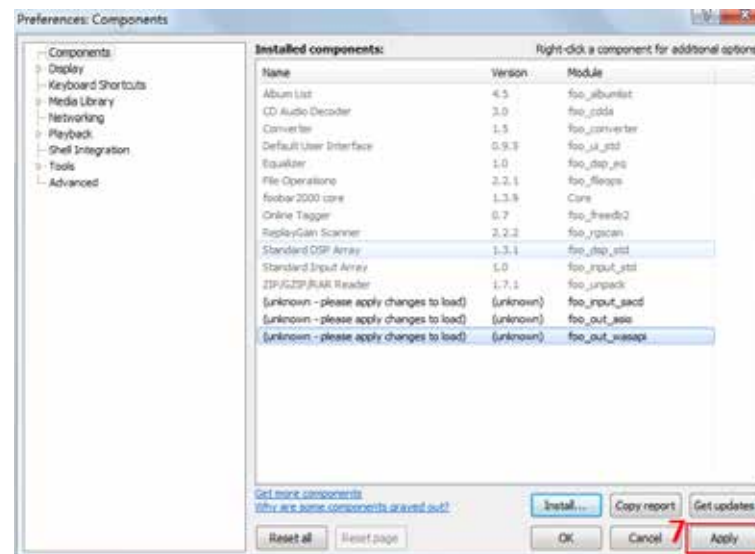 Preferences: Components
Components
Display
Keyboard Shortcuts
Media Library
Networking
Playback
Shell Integration
Tools
Advanced
Installed components: Right-click a component for additional options
Name Version Module
Album List 4.5 foo_albumlist
CD Audio Decoder 3.0 foo_cdda
Converter 1.5 foo_converter
Default User Interface 0.9.5 foo_ui_std
Equalizer 1.0 foo_dsp_eq
File Operations 2.2.1 foo_fileops
foobar2000 core 1.3.9 Core
Online Tagger 0.7 foo_freedb2
ReplayGain Scanner 2.2.2 foo_rgscan
Standard DSP Array 1.3.1 foo_dsp_std
Standard Input Array 1.0 foo_input_std
ZIP/GZIP/RAR Reader 1.7.1 foo_unpack
(unknown - please apply changes to load) (unknown) foo_input_sacd
(unknown - please apply changes to load) (unknown) foo_out_asio
(unknown - please apply changes to load) (unknown) foo_out_wasapi
Get more components
Why are some components grayed out?
Install... Copy report Get updates
Reset all Reset page OK Cancel 7 Apply